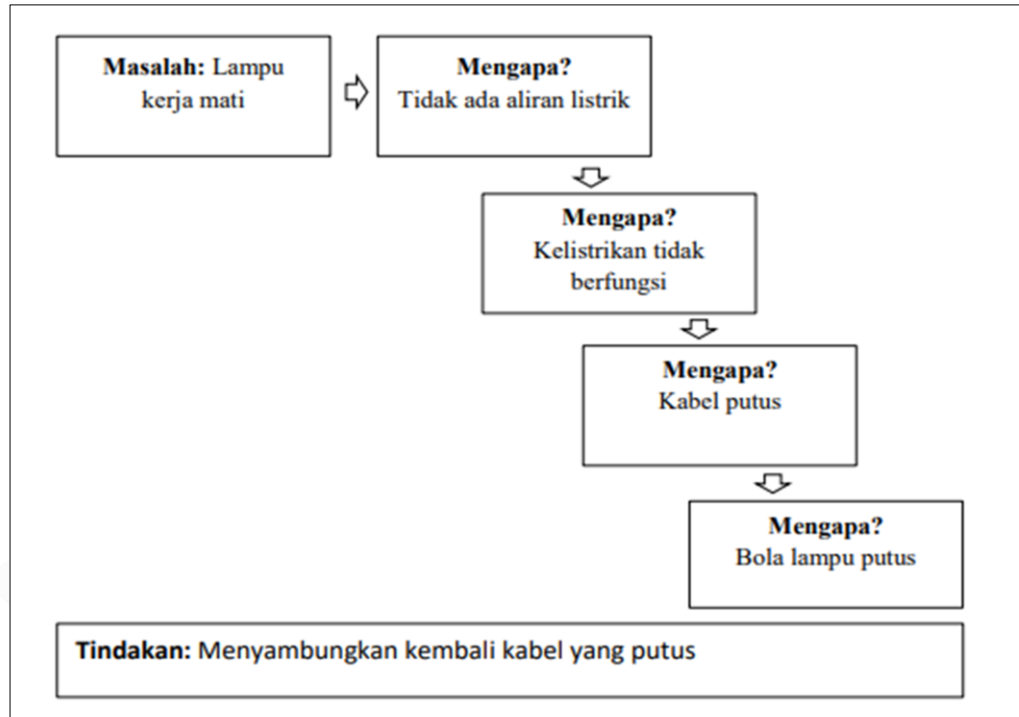 Masalah: Lampu
kerja mati
Mengapa?
Tidak ada aliran listrik
Mengapa?
Kelistrikan tidak
berfungsi
Mengapa?
Kabel putus
Mengapa?
Bola lampu putus
Tindakan: Menyambungkan kembali kabel yang putus